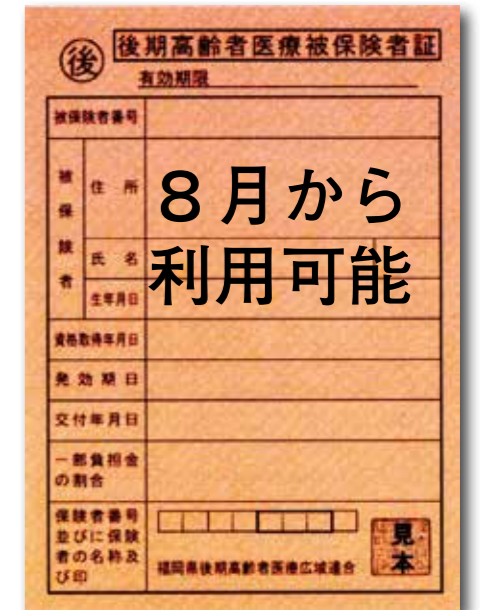 後
後期高齢者医療被保険者証
有効期限
被保険者番号
被保険者
住所
氏名
生年月日
8月から
利用可能
資格取得年月日
発効期日
交付年月日
一部負担金
の割合
保険者番号
並びに保険
者の名称及
び印
福岡県後期高齢者医療広域連合
見本